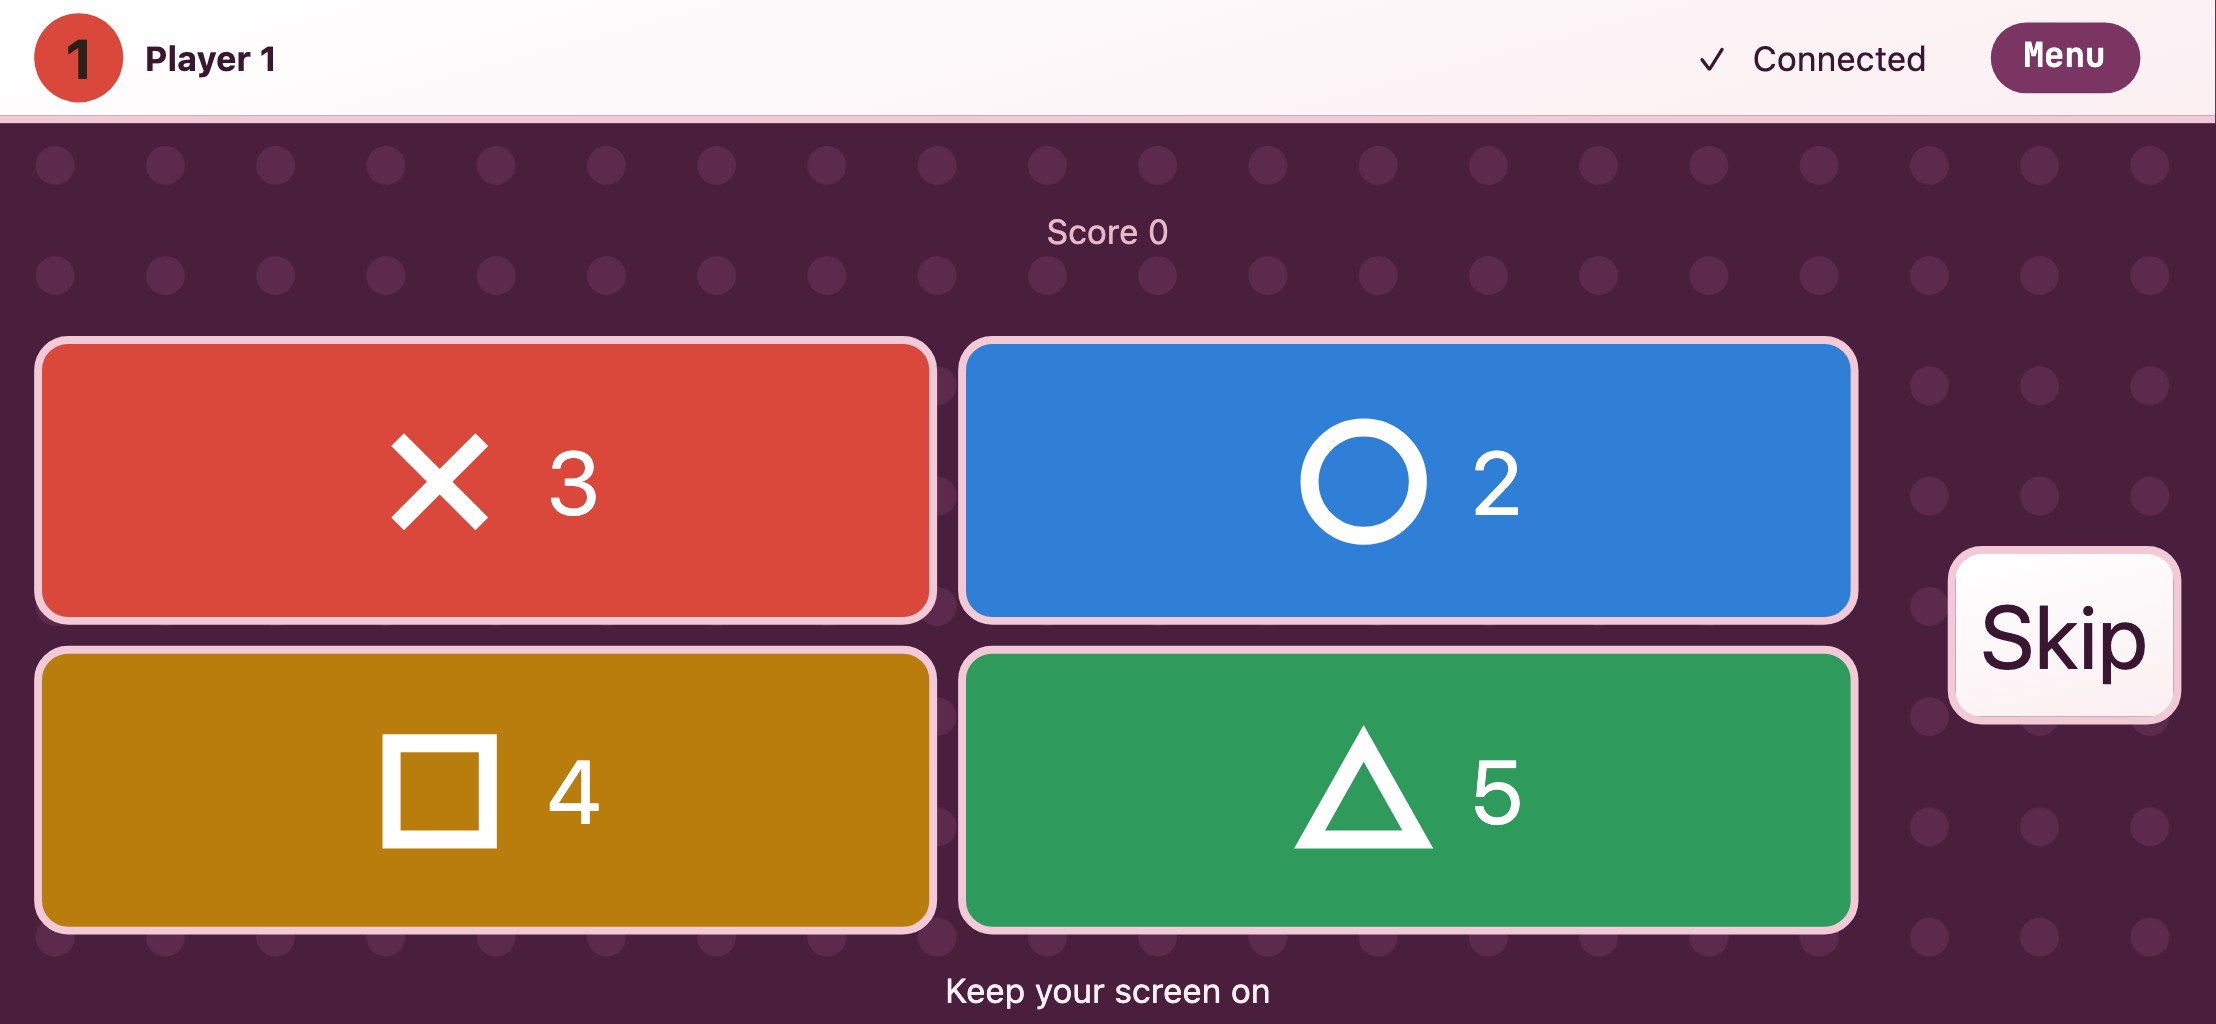 1 Player 1
✓ Connected
Menu
Score 0
3
2
4
5
Skip
Keep your screen on